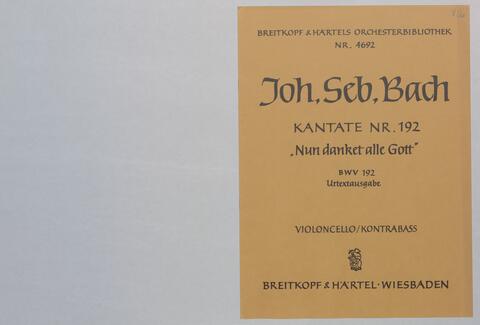 BREITKOPF & HÄRTELS ORCHESTERBIBLIOTHEK
NR. 4692
Joh. Seb. Bach
KANTATE NR. 192
„Nun danket alle Gott"
BWV 192
Urtextausgabe
VIOLONCELLO/KONTRABASS
BREITKOPF & HÄRTEL · WIESBADEN